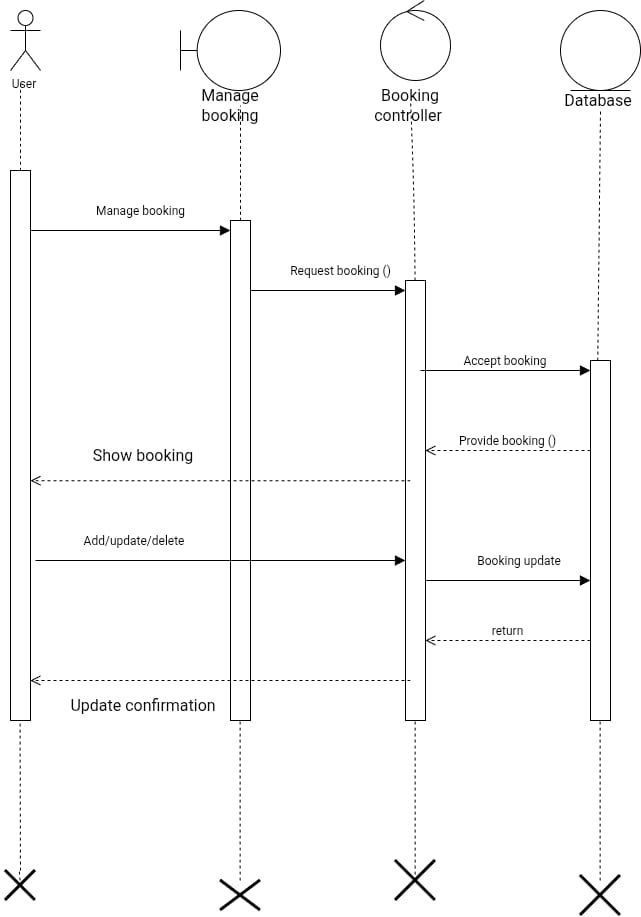 User
Manage
booking
Booking
controller
Database
Manage booking
Request booking ()
Accept booking
Provide booking ()
Show booking
Add/update/delete
Booking update
return
Update confirmation